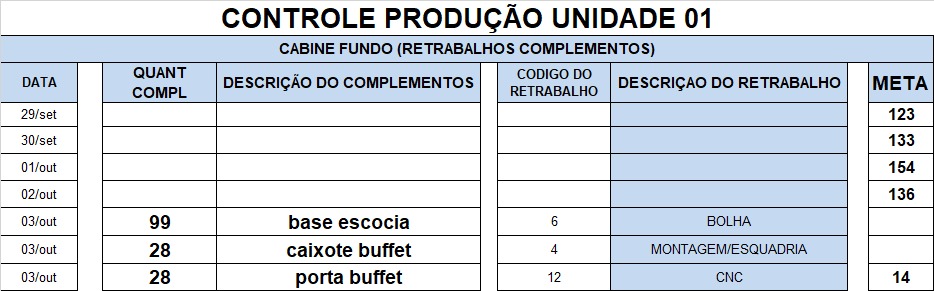 CONTROLE PRODUÇÃO UNIDADE 01
CABINE FUNDO (RETRABALHOS COMPLEMENTOS)
DATA QUANT COMPL DESCRIÇÃO DO COMPLEMENTOS CODIGO DO RETRABALHO DESCRIÇAO DO RETRABALHO META
29/set 123
30/set 133
01/out 154
02/out 136
03/out 99 base escocia 6 BOLHA
03/out 28 caixote buffet 4 MONTAGEM/ESQUADRIA
03/out 28 porta buffet 12 CNC 14